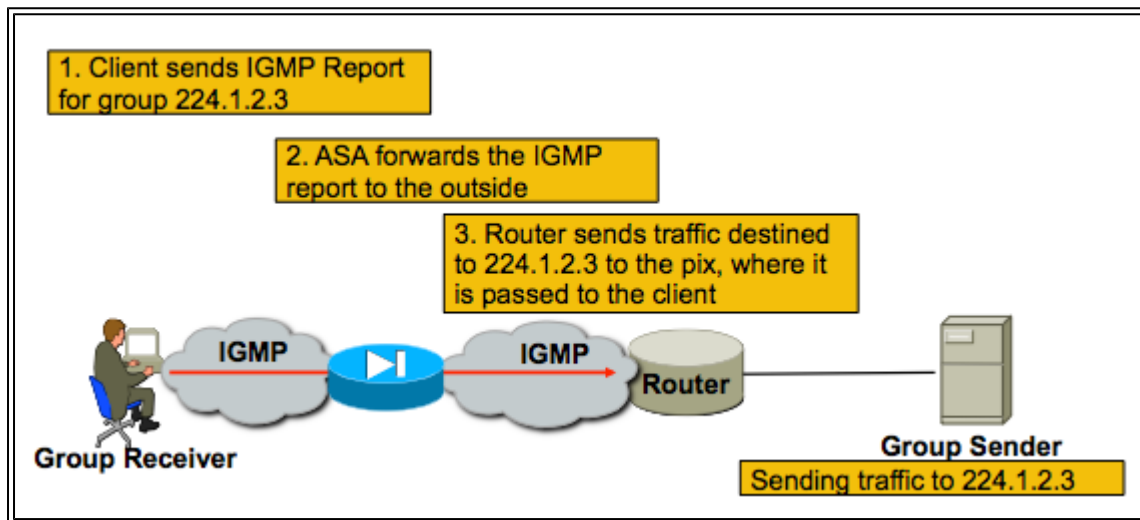 1. Client sends IGMP Report
for group 224.1.2.3
2. ASA forwards the IGMP
report to the outside
3. Router sends traffic destined
to 224.1.2.3 to the pix, where it
is passed to the client
IGMP
IGMP
Router
Group Receiver
Group Sender
Sending traffic to 224.1.2.3